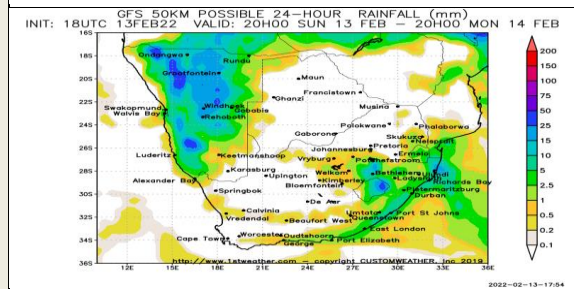 GFS 50KM POSSIBLE 24-HOUR RAINFALL (mm)
INIT: 18UTC 13FEB22 VALID: 20H00 SUN 13 FEB - 20H00 MON 14 FEB
16S
18S
20S
22S
24S
26S
28S
30S
32S
34S
36S
Ondangwa
Rundu
Grootfontein
Maun
Francistown
Ghanzi
Windhoek
Gobabis
Swakopmund
Walvis Bay
Rehoboth
Musina
Polokwane
Phalaborwa
Gaborone
Skukuza
Nelspruit
Pretoria
Johannesburg
Ermelo
Luderitz
Keetmanshoop
Vryburg
Potchefstroom
Karasburg
Welkom
Bethlehem
Ulundi
Upington
Kimberley
Ladysmith
Richards Bay
Alexander Bay
Bloemfontein
Pietermaritzburg
Springbok
Durban
De Aar
Calvinia
Umtata
Port St Johns
Vredendal
Beaufort West
Queenstown
East London
Cape Town
Worcester
Oudtshoorn
George
Port Elizabeth
http://www.1stweather.com - copyright CUSTOMWEATHER, Inc 2019
12E 15E 18E 21E 24E 27E 30E 33E 36E
200
150
100
75
50
25
15
10
5
2.5
1
0.5
0.2
0.1
2022-02-13-17:54